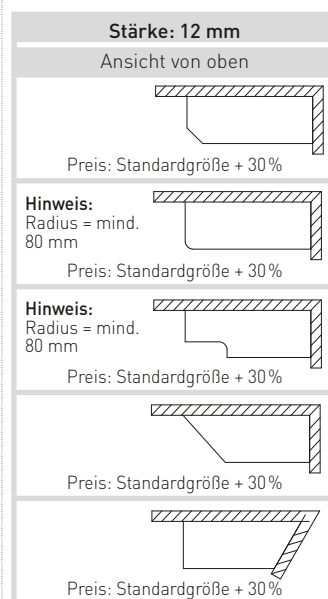 Stärke: 12 mm
Ansicht von oben
Preis: Standardgröße + 30 %
Hinweis:
Radius = mind.
80 mm
Preis: Standardgröße + 30 %
Hinweis:
Radius = mind.
80 mm
Preis: Standardgröße + 30 %
Preis: Standardgröße + 30 %
Preis: Standardgröße + 30 %